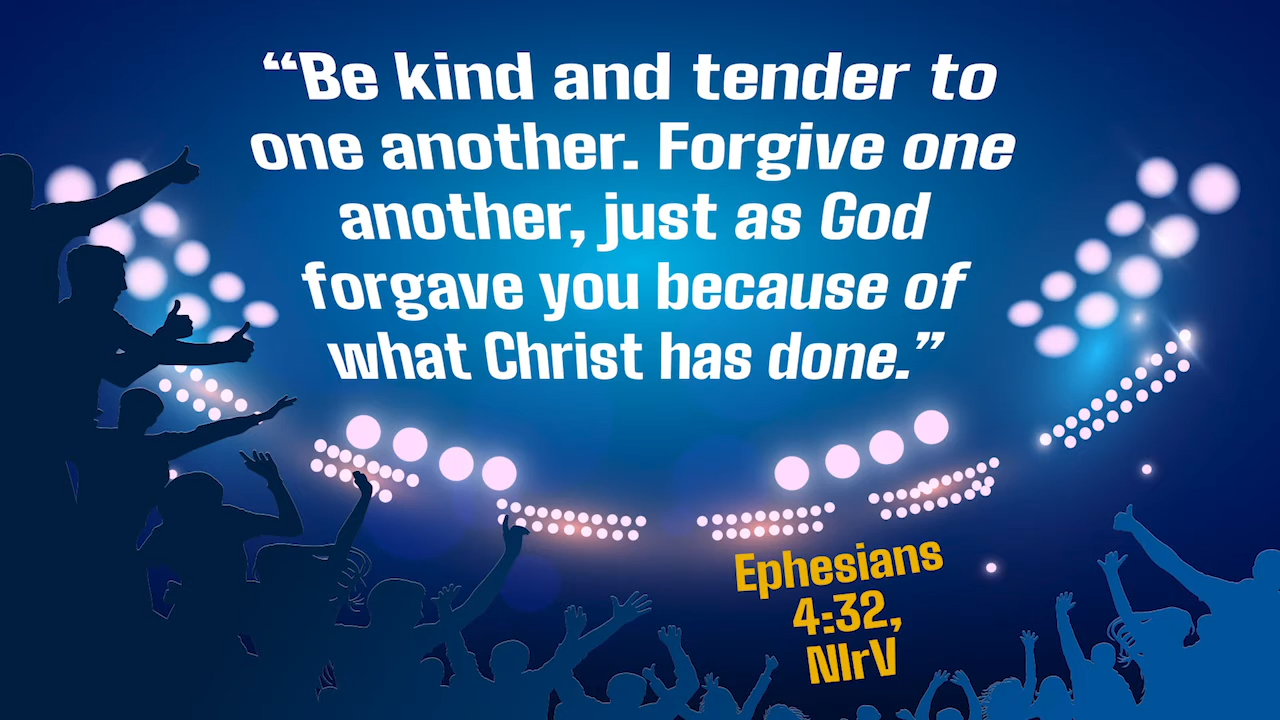 “Be kind and tender to
one another. Forgive one
another, just as God
forgave you because of
what Christ has done.”
Ephesians
4:32,
NIrV